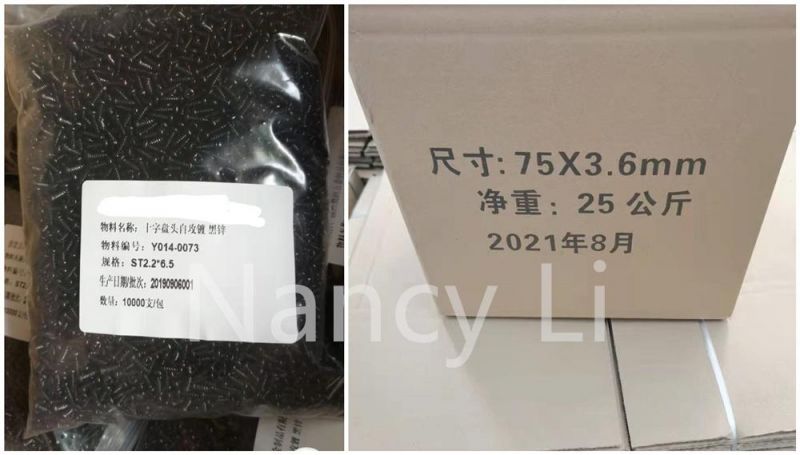 物料名称: 十字盘头自攻镀 黑锌
物料编号: Y014-0073
规格: ST2.2*6.5
生产日期/批次: 20190906001
数量: 10000支/包
尺寸: 75X3.6mm
净重: 25 公斤
2021年8月
Nancy Li